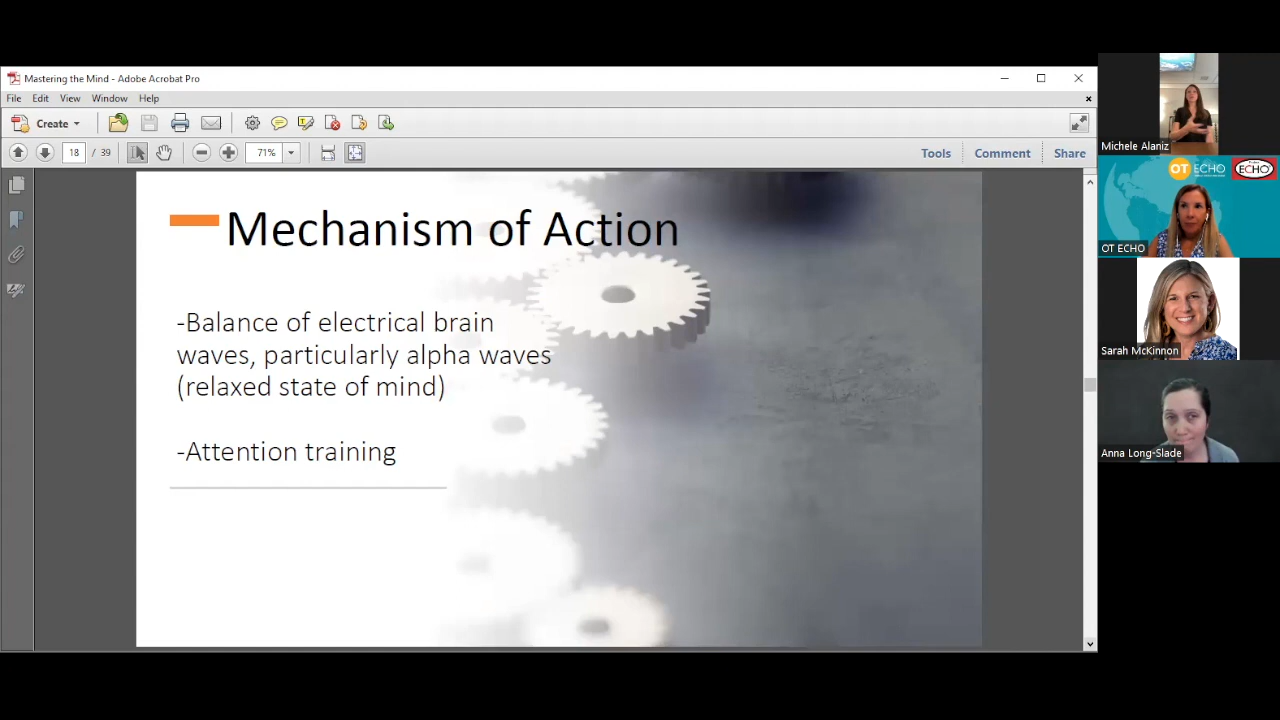 Mastering the Mind - Adobe Acrobat Pro
File Edit View Window Help
Create
18 / 39
71%
Tools Comment Share
Mechanism of Action
-Balance of electrical brain
waves, particularly alpha waves
(relaxed state of mind)
-Attention training
Michele Alaniz
OT ECHO
ECHO
OT ECHO
Sarah McKinnon
Anna Long-Slade